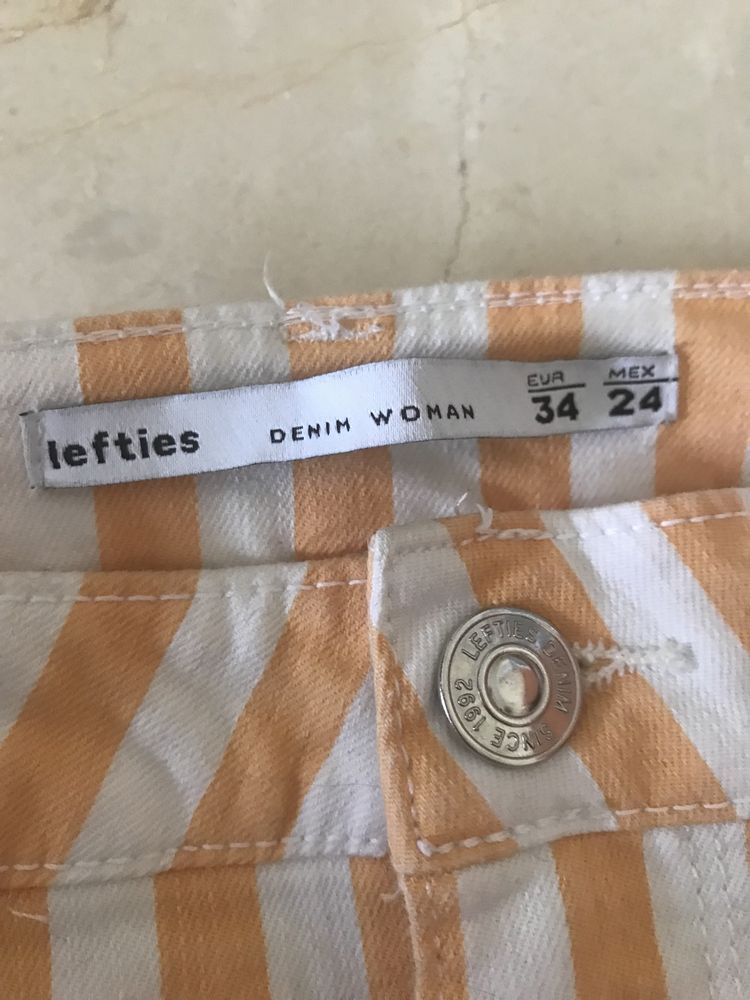 lefties DENIM WOMAN EUR 34 MEX 24
LEFTIES DENIM SINCE 1992